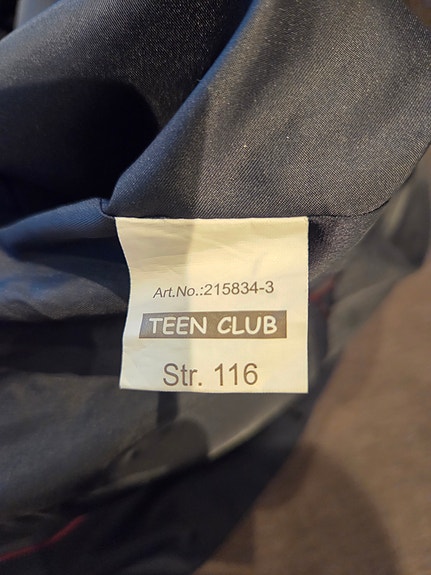 Art.No.:215834-3
TEEN CLUB
Str. 116